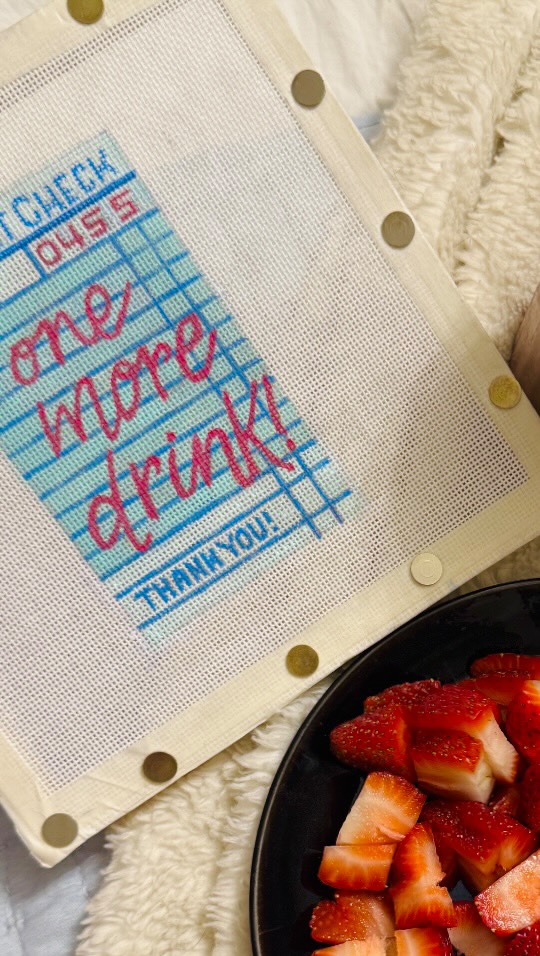 T CHECK
0455
one
more
drink!
THANK YOU!